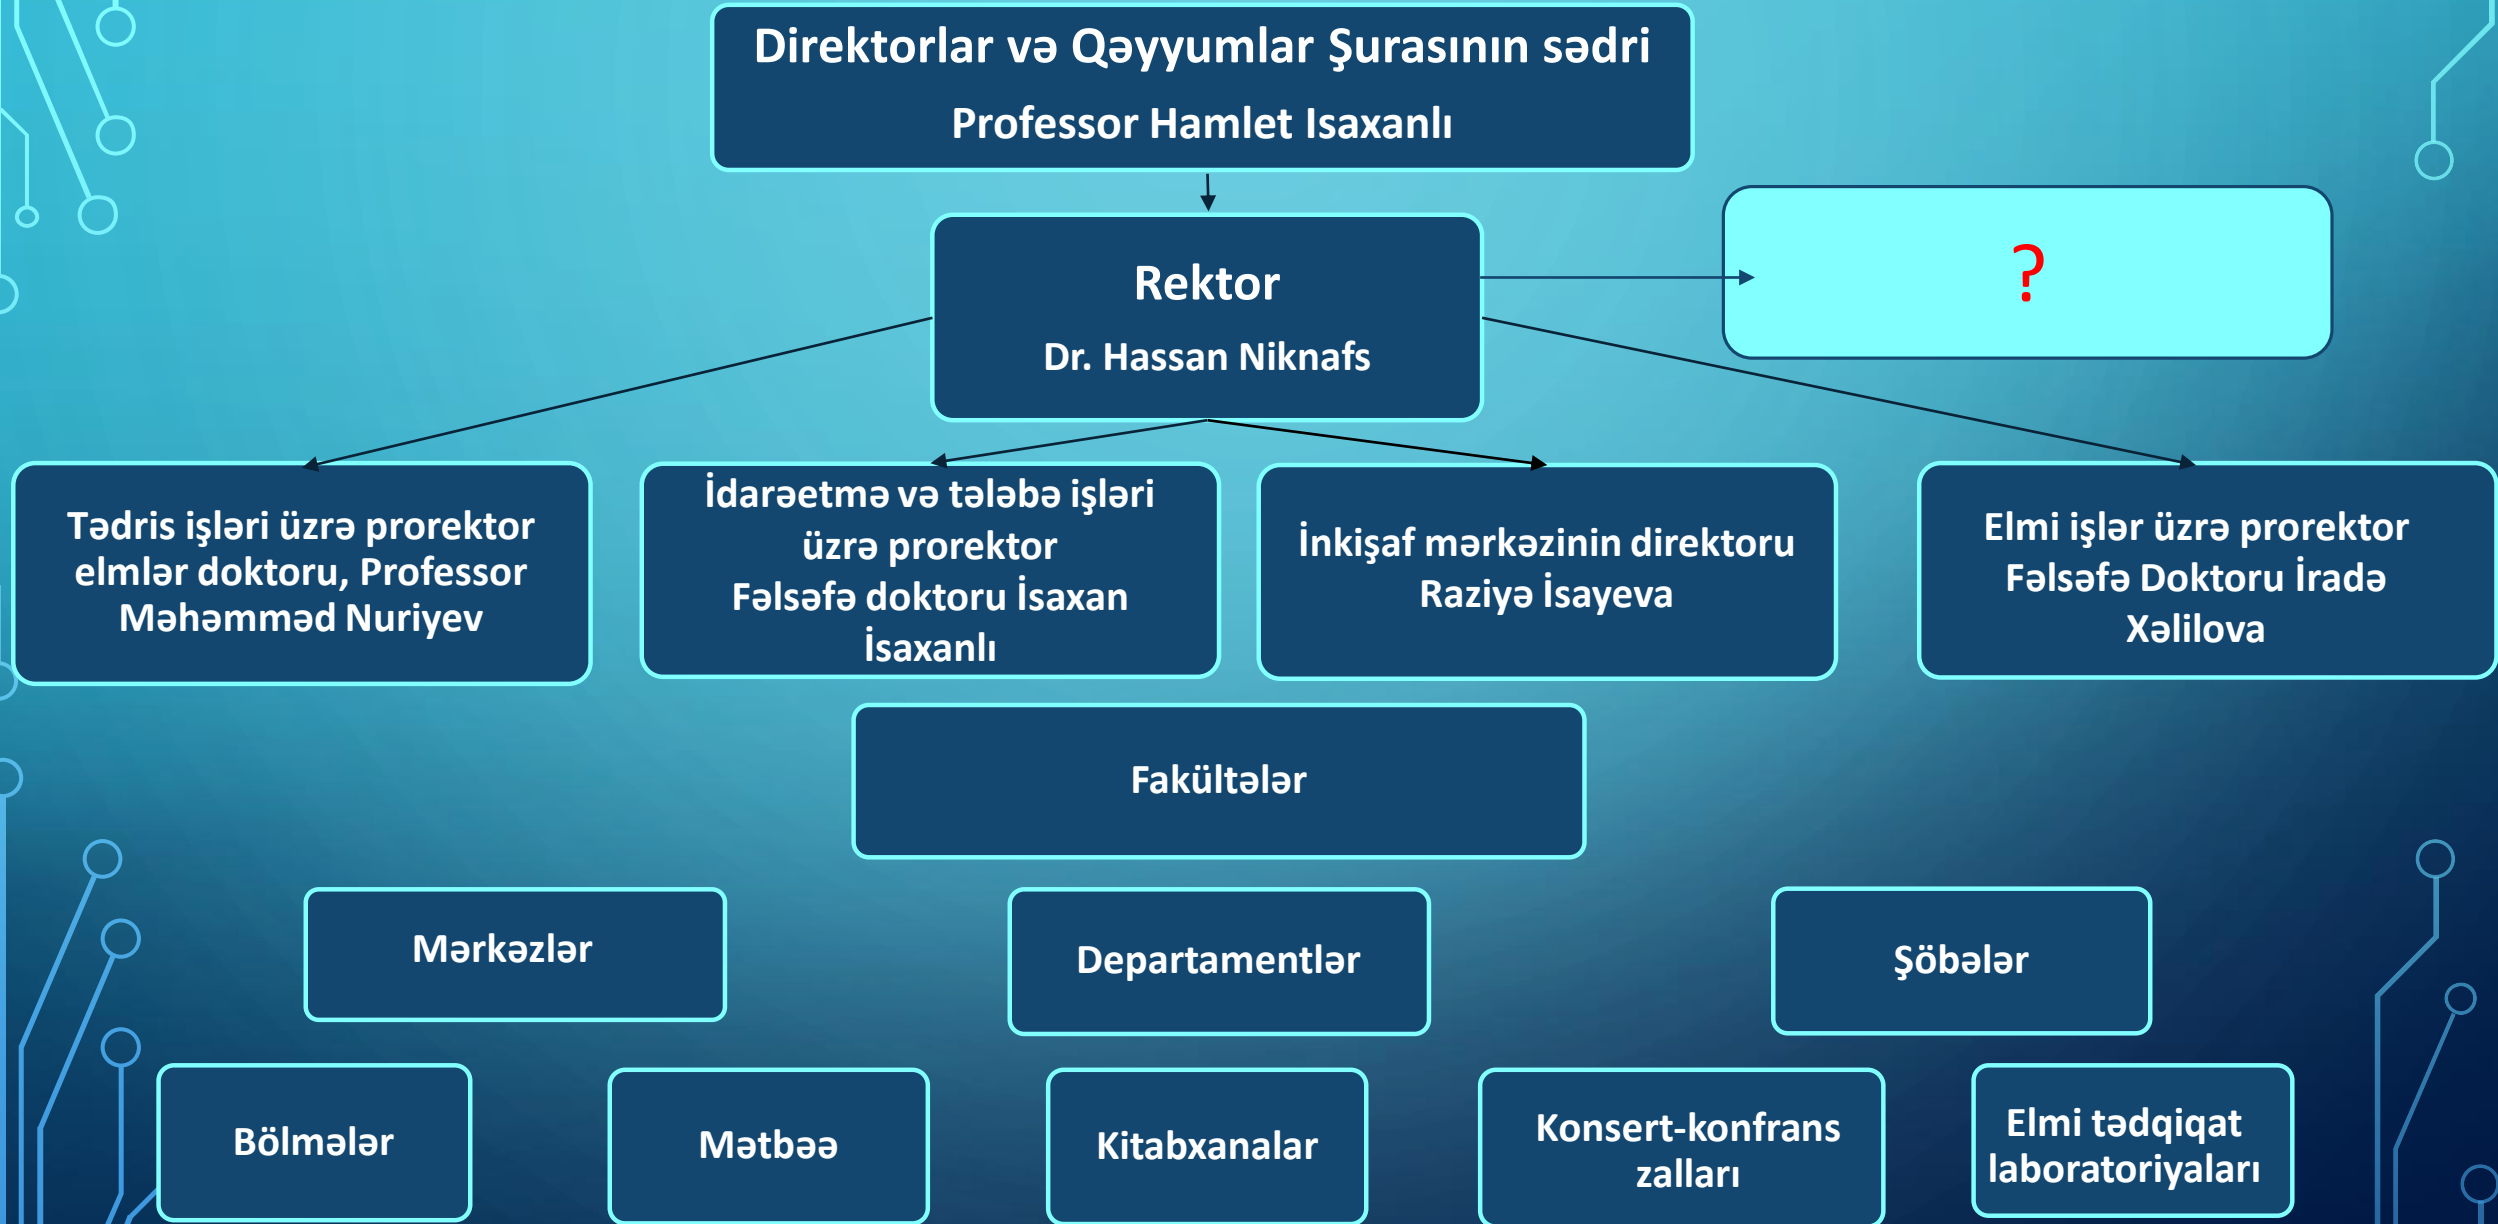 Direktorlar və Qəyyumlar Şurasının sədri
Professor Hamlet Isaxanlı
Rektor
Dr. Hassan Niknafs
?
Tədris işləri üzrə prorektor
elmlər doktoru, Professor
Məhəmməd Nuriyev
İdarəetmə və tələbə işləri
üzrə prorektor
Fəlsəfə doktoru İsaxan
İsaxanlı
İnkişaf mərkəzinin direktoru
Raziyə İsayeva
Elmi işlər üzrə prorektor
Fəlsəfə Doktoru İradə
Xəlilova
Fakültələr
Mərkəzlər
Departamentlər
Şöbələr
Bölmələr
Mətbəə
Kitabxanalar
Konsert-konfrans
zalları
Elmi tədqiqat
laboratoriyaları